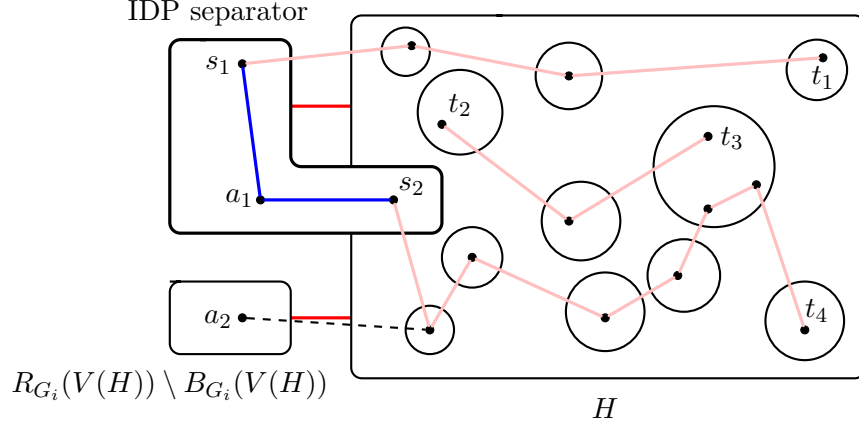 IDP separator
s₁
t₁
t₂
t₃
a₁
s₂
a₂
t₄
R_{G_i}(V(H)) \ B_{G_i}(V(H))
H